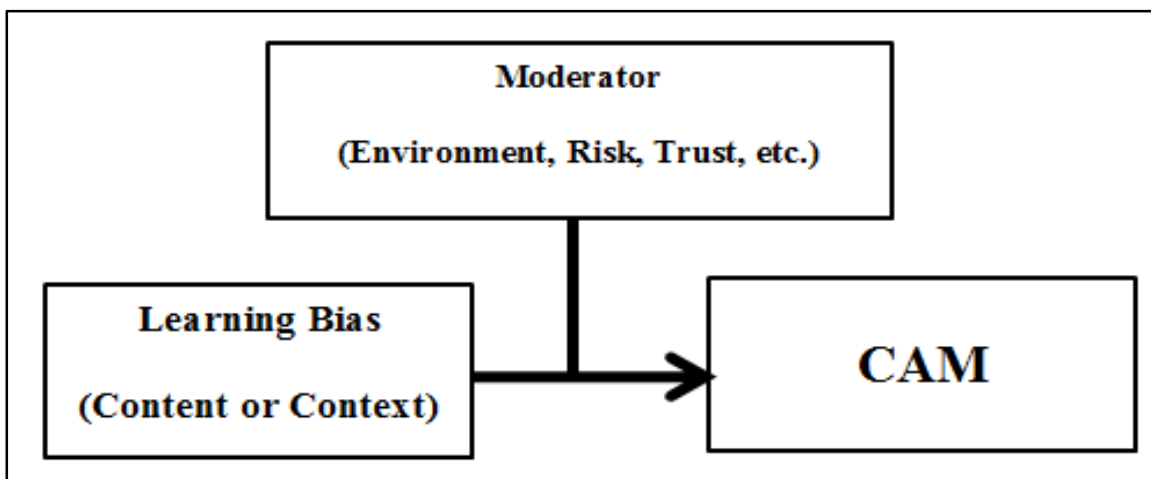 Moderator
(Environment, Risk, Trust, etc.)
Learning Bias
(Content or Context)
CAM